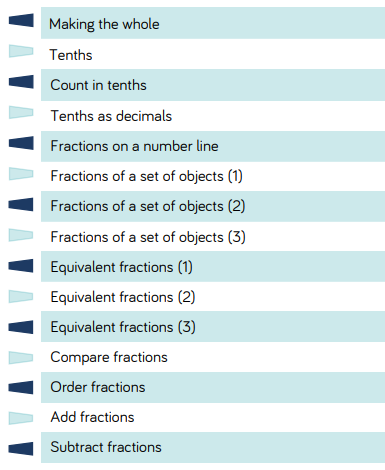 Making the whole
Tenths
Count in tenths
Tenths as decimals
Fractions on a number line
Fractions of a set of objects (1)
Fractions of a set of objects (2)
Fractions of a set of objects (3)
Equivalent fractions (1)
Equivalent fractions (2)
Equivalent fractions (3)
Compare fractions
Order fractions
Add fractions
Subtract fractions